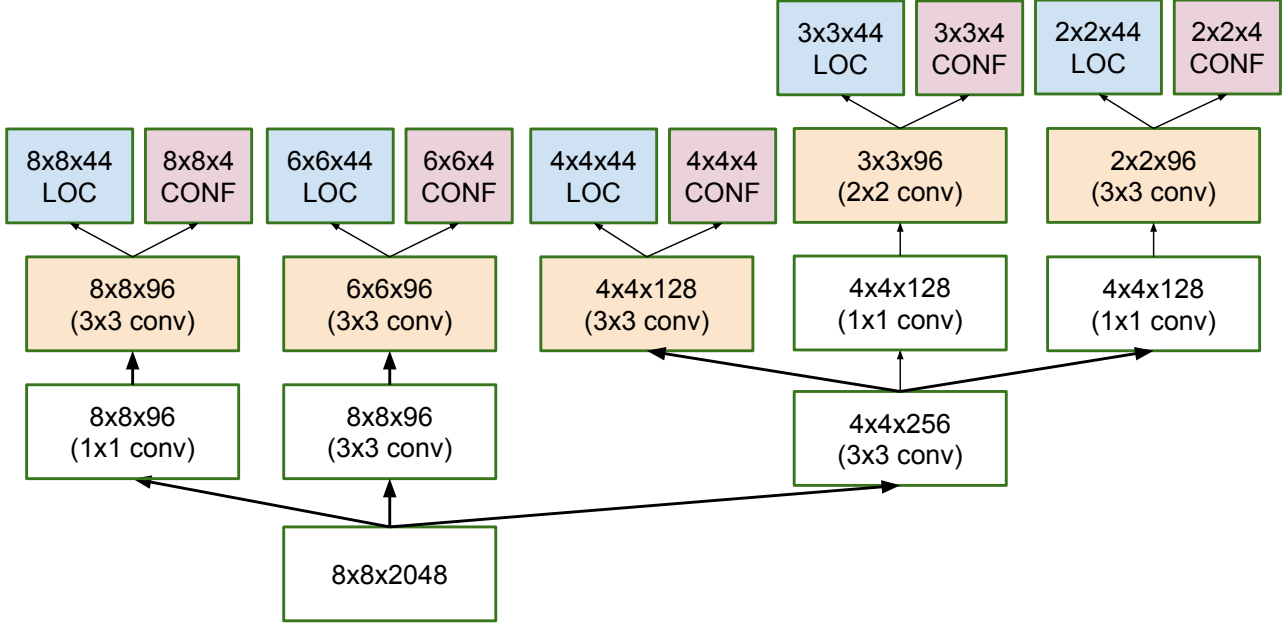 3x3x44
LOC
3x3x4
CONF
2x2x44
LOC
2x2x4
CONF
8x8x44
LOC
8x8x4
CONF
6x6x44
LOC
6x6x4
CONF
4x4x44
LOC
4x4x4
CONF
3x3x96
(2x2 conv)
2x2x96
(3x3 conv)
8x8x96
(3x3 conv)
6x6x96
(3x3 conv)
4x4x128
(3x3 conv)
4x4x128
(1x1 conv)
4x4x128
(1x1 conv)
8x8x96
(1x1 conv)
8x8x96
(3x3 conv)
4x4x256
(3x3 conv)
8x8x2048